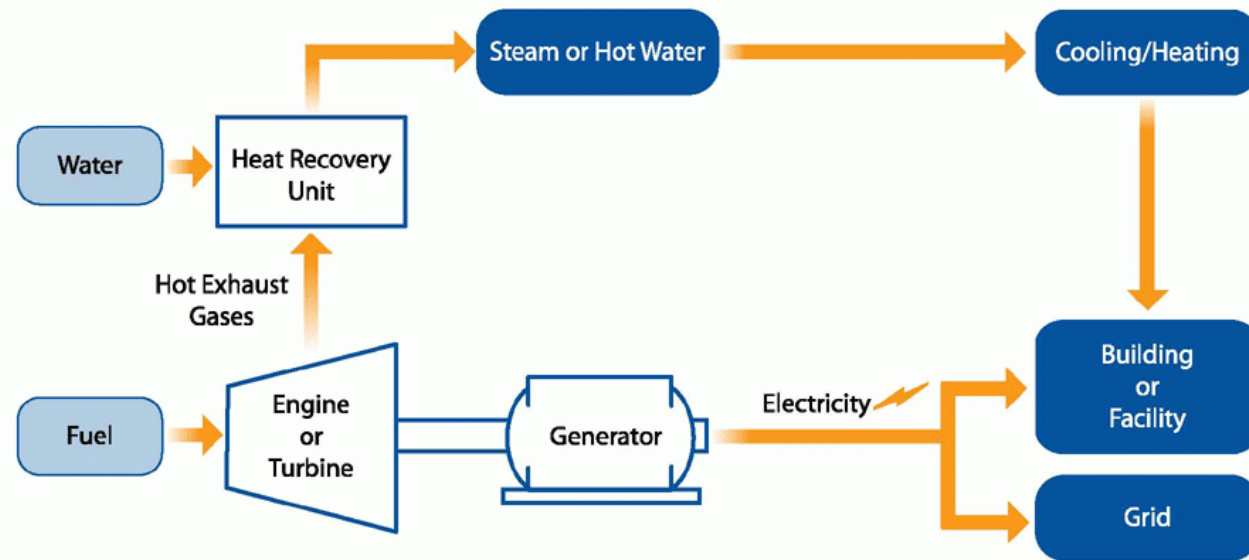 Steam or Hot Water
Cooling/Heating
Water
Heat Recovery
Unit
Hot Exhaust
Gases
Fuel
Engine
or
Turbine
Generator
Electricity
Building
or
Facility
Grid